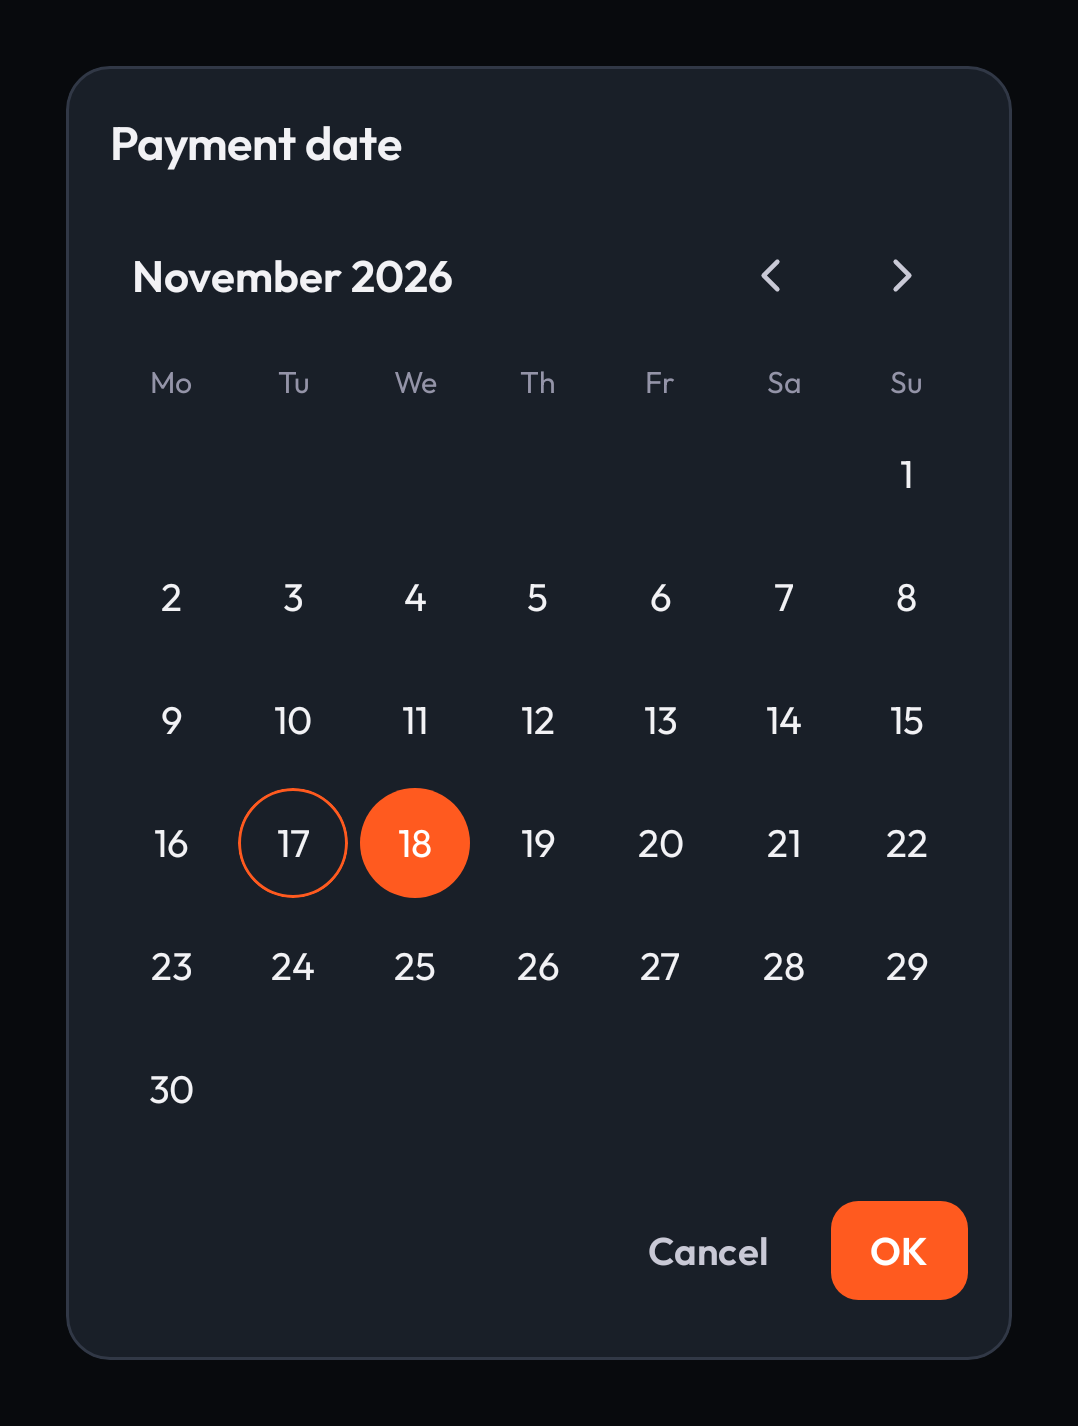 Payment date
November 2026
Mo Tu We Th Fr Sa Su
1
2 3 4 5 6 7 8
9 10 11 12 13 14 15
16 17 18 19 20 21 22
23 24 25 26 27 28 29
30
Cancel OK